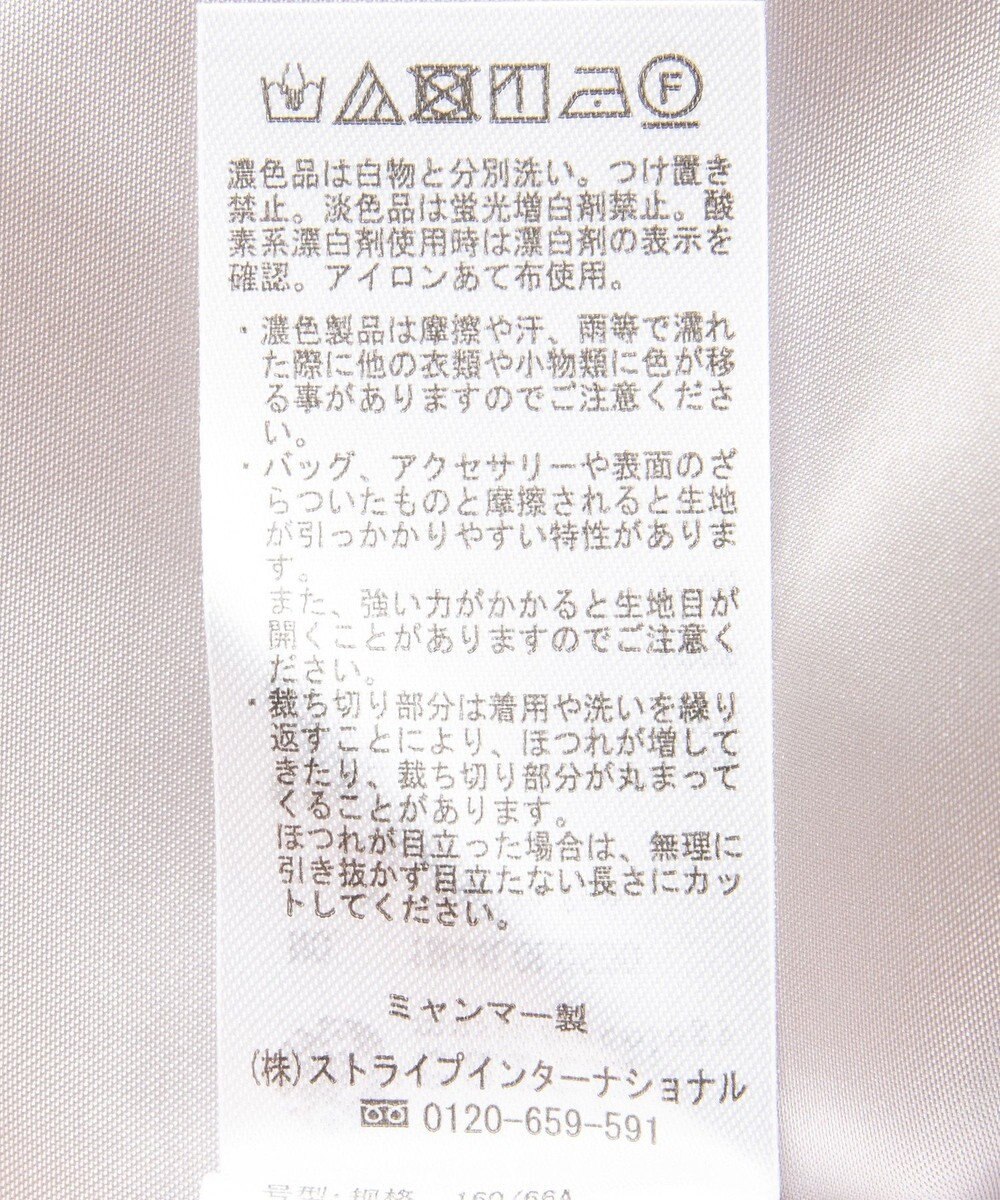 F
濃色品は白物と分別洗い。つけ置き
禁止。淡色品は蛍光増白剤禁止。酸
素系漂白剤使用時は漂白剤の表示を
確認。アイロンあて布使用。
・濃色製品は摩擦や汗、雨等で濡れ
た際に他の衣類や小物類に色が移
る事がありますのでご注意くださ
い。
・バッグ、アクセサリーや表面のざ
らついたものと摩擦されると生地
が引っかかりやすい特性がありま
す。
また、強い力がかかると生地目が
開くことがありますのでご注意く
ださい。
・裁ち切り部分は着用や洗いを繰り
返すことにより、ほつれが増して
きたり、裁ち切り部分が丸まって
くることがあります。
ほつれが目立った場合は、無理に
引き抜かず目立たない長さにカッ
トしてください。
ミャンマー製
(株)ストライプインターナショナル
0120-659-591
号型:规格 160/66A